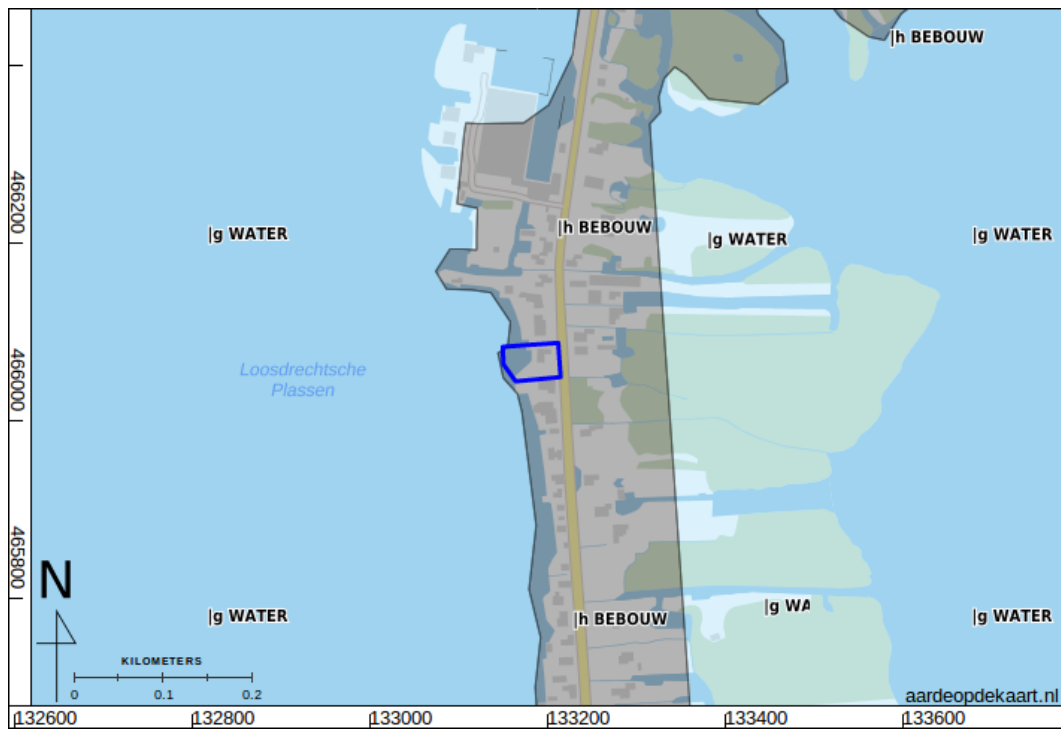 |h BEBOUW
|h BEBOUW
|g WATER
|g WATER
|g WATER
466200
466000
465800
Loosdrechtsche
Plassen
|g WATER
|h BEBOUW
|g WA
|g WATER
N
KILOMETERS
0 0.1 0.2
aardeopdekaart.nl
132600 132800 133000 133200 133400 133600